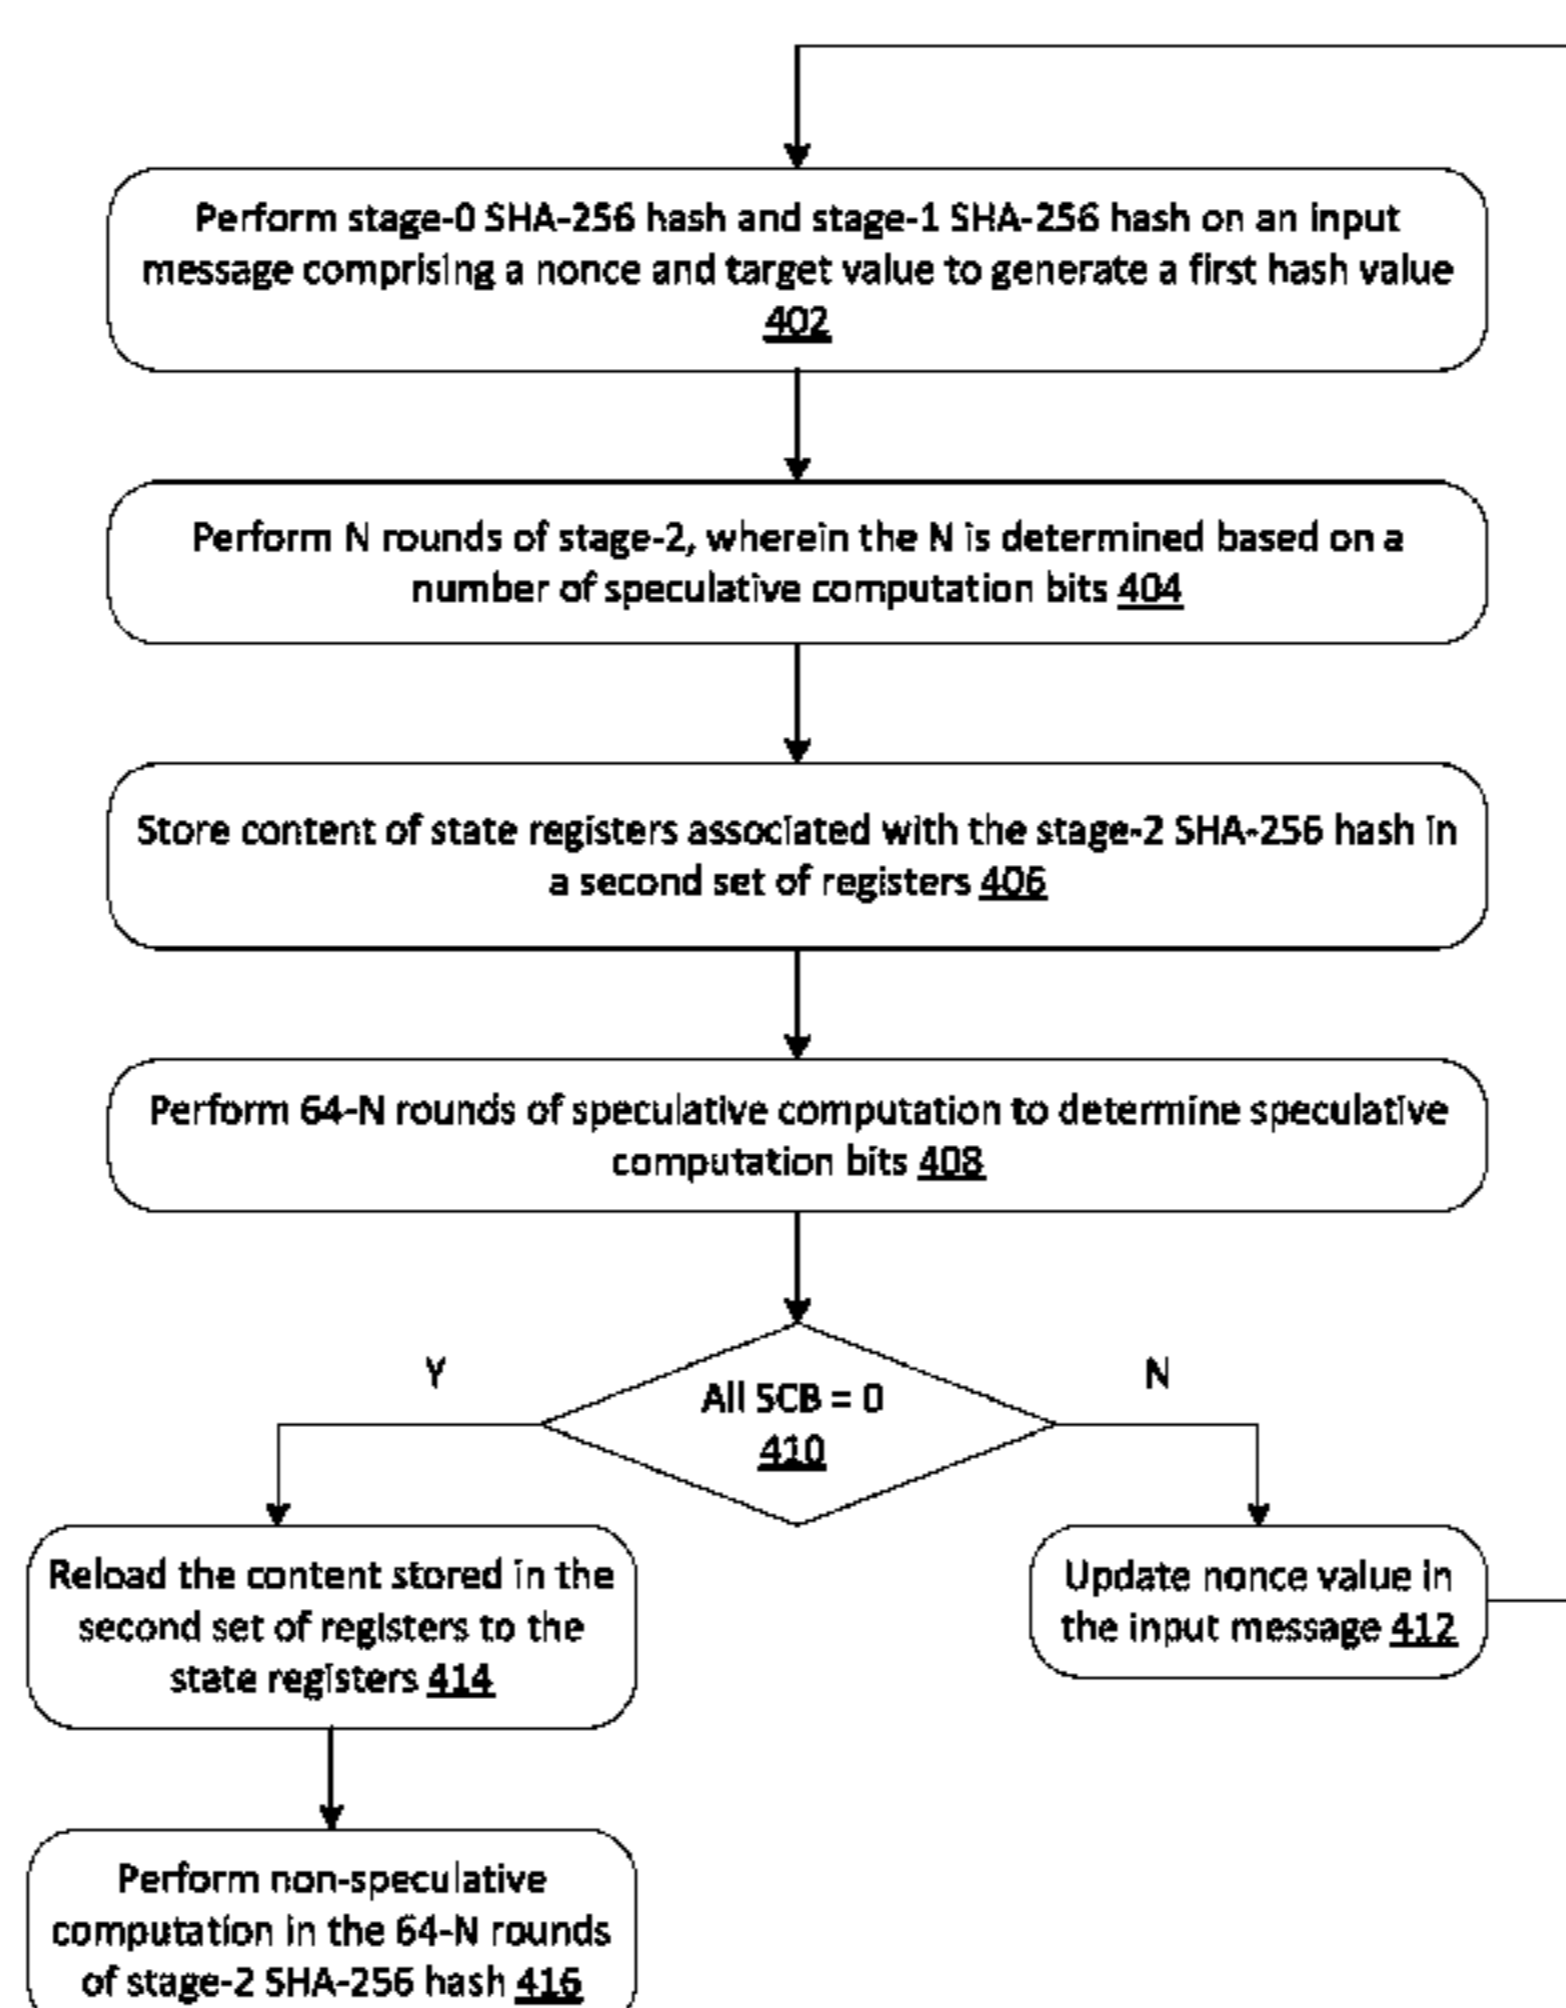 Perform stage-0 SHA-256 hash and stage-1 SHA-256 hash on an input
message comprising a nonce and target value to generate a first hash value
402
Perform N rounds of stage-2, wherein the N is determined based on a
number of speculative computation bits 404
Store content of state registers associated with the stage-2 SHA-256 hash in
a second set of registers 406
Perform 64-N rounds of speculative computation to determine speculative
computation bits 408
Y
N
All SCB = 0
410
Reload the content stored in the
second set of registers to the
state registers 414
Update nonce value in
the input message 412
Perform non-speculative
computation in the 64-N rounds
of stage-2 SHA-256 hash 416